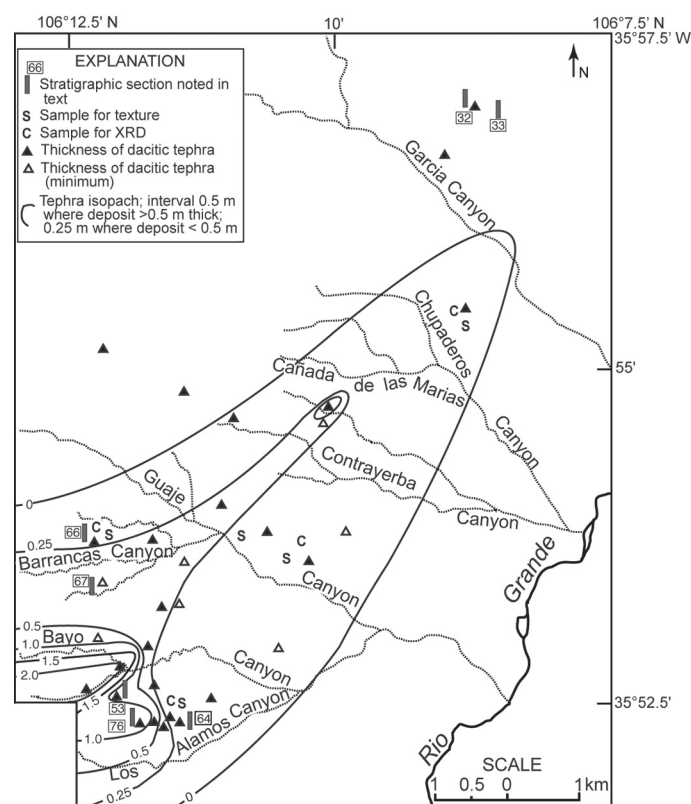 106°12.5' N
10'
106°7.5' N
35°57.5' W
66
EXPLANATION
Stratigraphic section noted in
text
S Sample for texture
C Sample for XRD
Thickness of dacitic tephra
Thickness of dacitic tephra
(minimum)
Tephra isopach; interval 0.5 m
where deposit >0.5 m thick;
0.25 m where deposit < 0.5 m
N
32
33
Garcia Canyon
Chupaderos
Canyon
C
S
55'
Cañada de las Marias
Contrayerba
Canyon
Guaje
Canyon
0
66
C
S
S
C
S
0.25
Barrancas Canyon
67
Grande
0.5
Bayo
1.0
1.5
2.0
Canyon
1.5
53
C S
64
35°52.5'
76
1.0
Alamos Canyon
0.5
Los
0.25
0
Rio
SCALE
1 0.5 0 1km